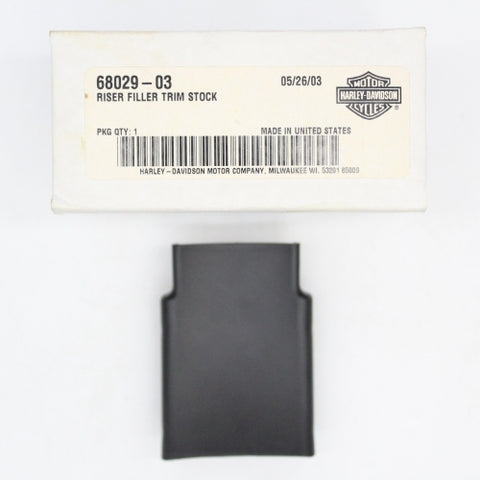 68029-03 05/26/03
RISER FILLER TRIM STOCK
MOTOR
HARLEY-DAVIDSON
CYCLES
®
PKG QTY: 1 MADE IN UNITED STATES
HARLEY-DAVIDSON MOTOR COMPANY, MILWAUKEE WI. 53201 65000